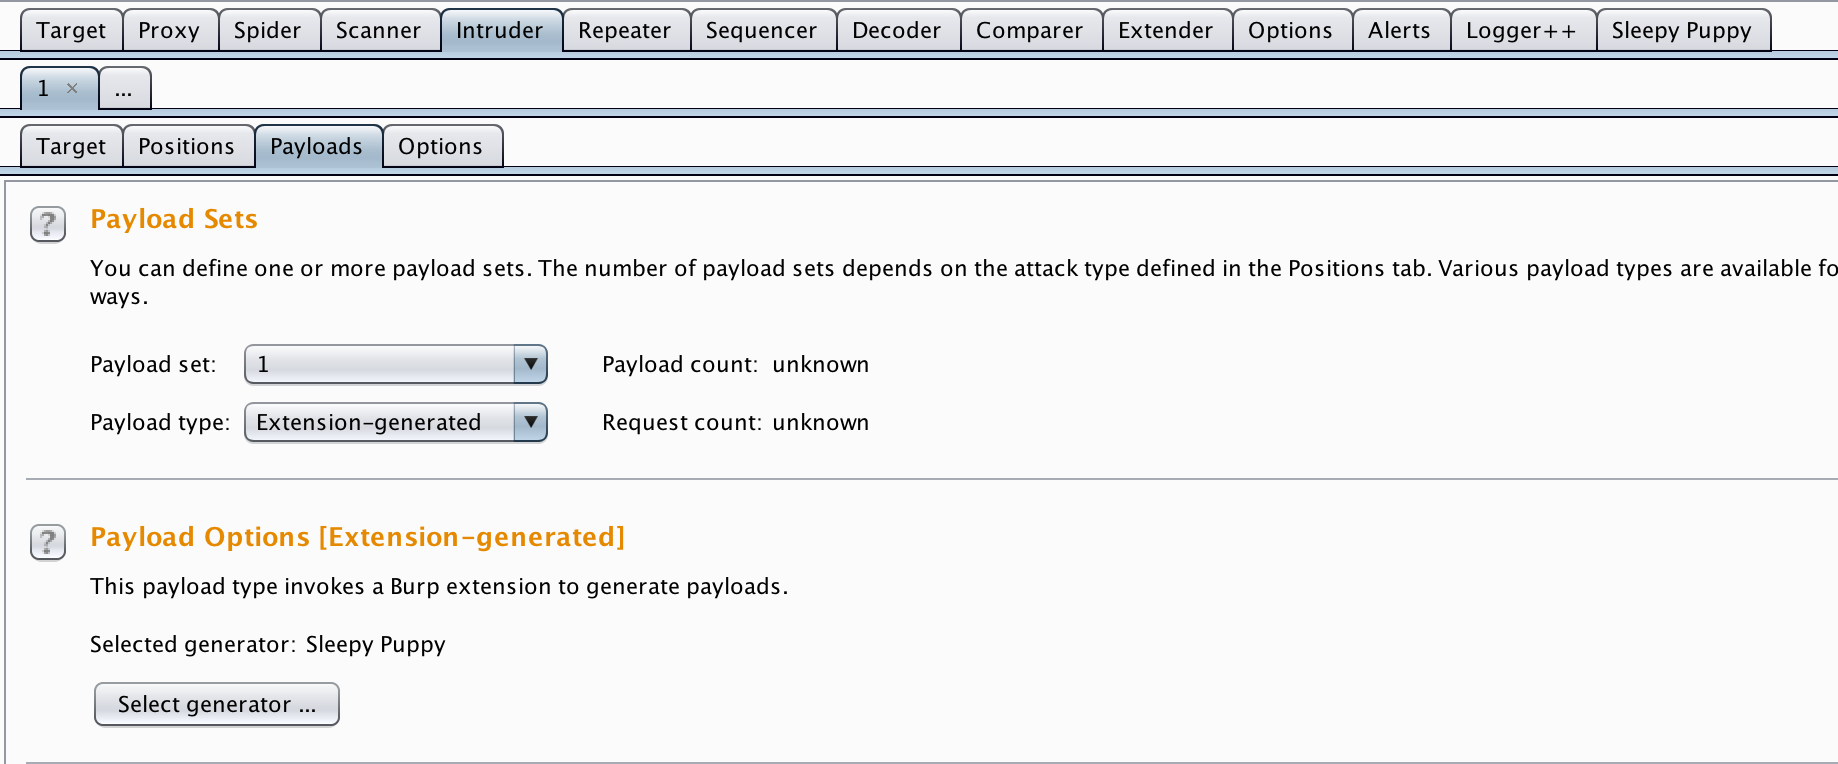 Target Proxy Spider Scanner Intruder Repeater Sequencer Decoder Comparer Extender Options Alerts Logger++ Sleepy Puppy
1 × ...
Target Positions Payloads Options
? Payload Sets
You can define one or more payload sets. The number of payload sets depends on the attack type defined in the Positions tab. Various payload types are available fo
ways.
Payload set: 1 Payload count: unknown
Payload type: Extension-generated Request count: unknown
? Payload Options [Extension-generated]
This payload type invokes a Burp extension to generate payloads.
Selected generator: Sleepy Puppy
Select generator ...